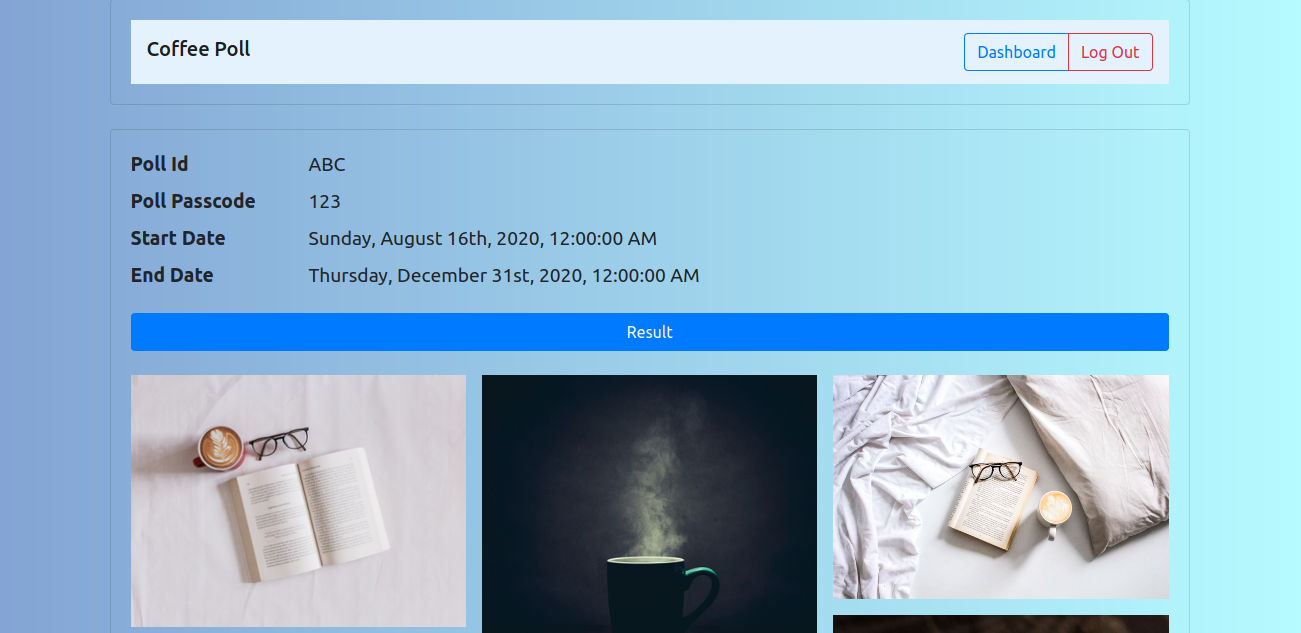 Coffee Poll
Dashboard
Log Out
Poll Id ABC
Poll Passcode 123
Start Date Sunday, August 16th, 2020, 12:00:00 AM
End Date Thursday, December 31st, 2020, 12:00:00 AM
Result